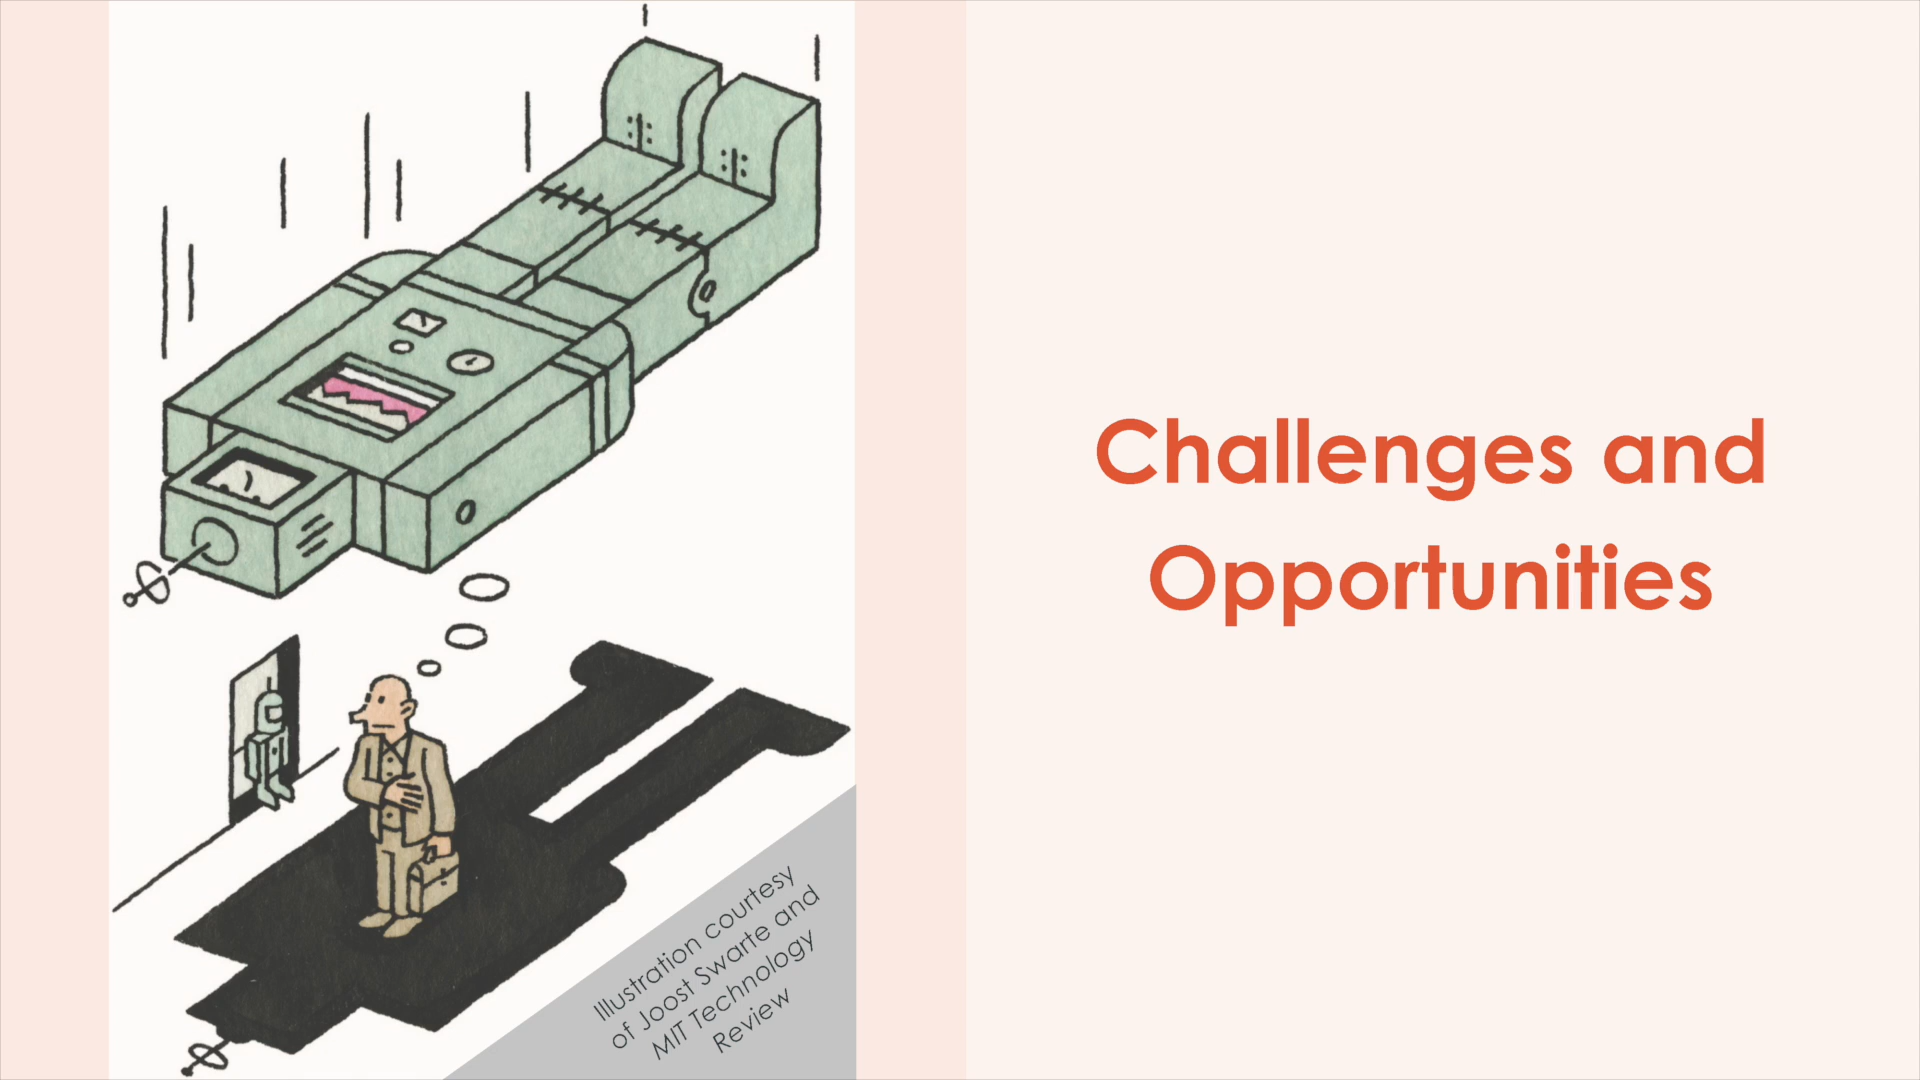 Challenges and
Opportunities
Illustration courtesy
of Joost Swarte and
MIT Technology
Review